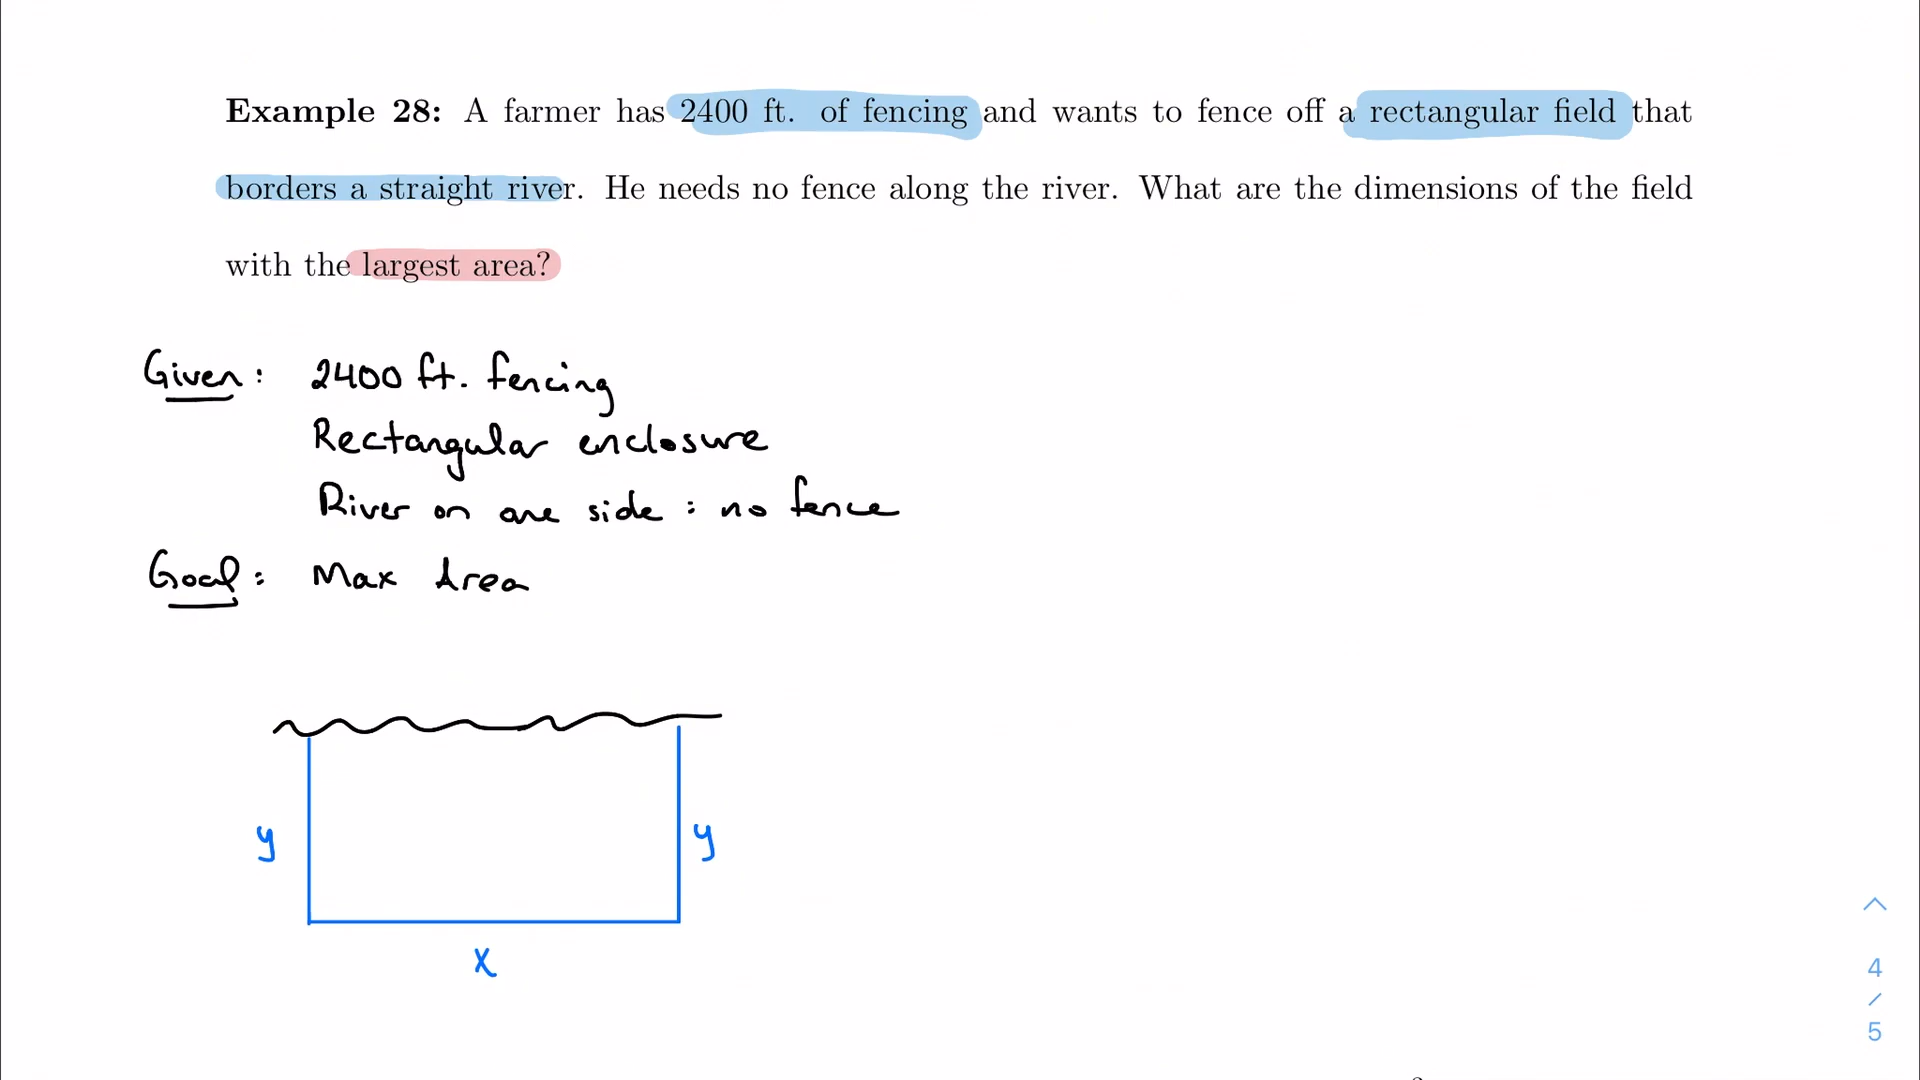 Example 28: A farmer has 2400 ft. of fencing and wants to fence off a rectangular field that
borders a straight river. He needs no fence along the river. What are the dimensions of the field
with the largest area?
Given: 2400 ft. fencing
Rectangular enclosure
River on one side: no fence
Goal: Max Area
y
y
x
4
/
5